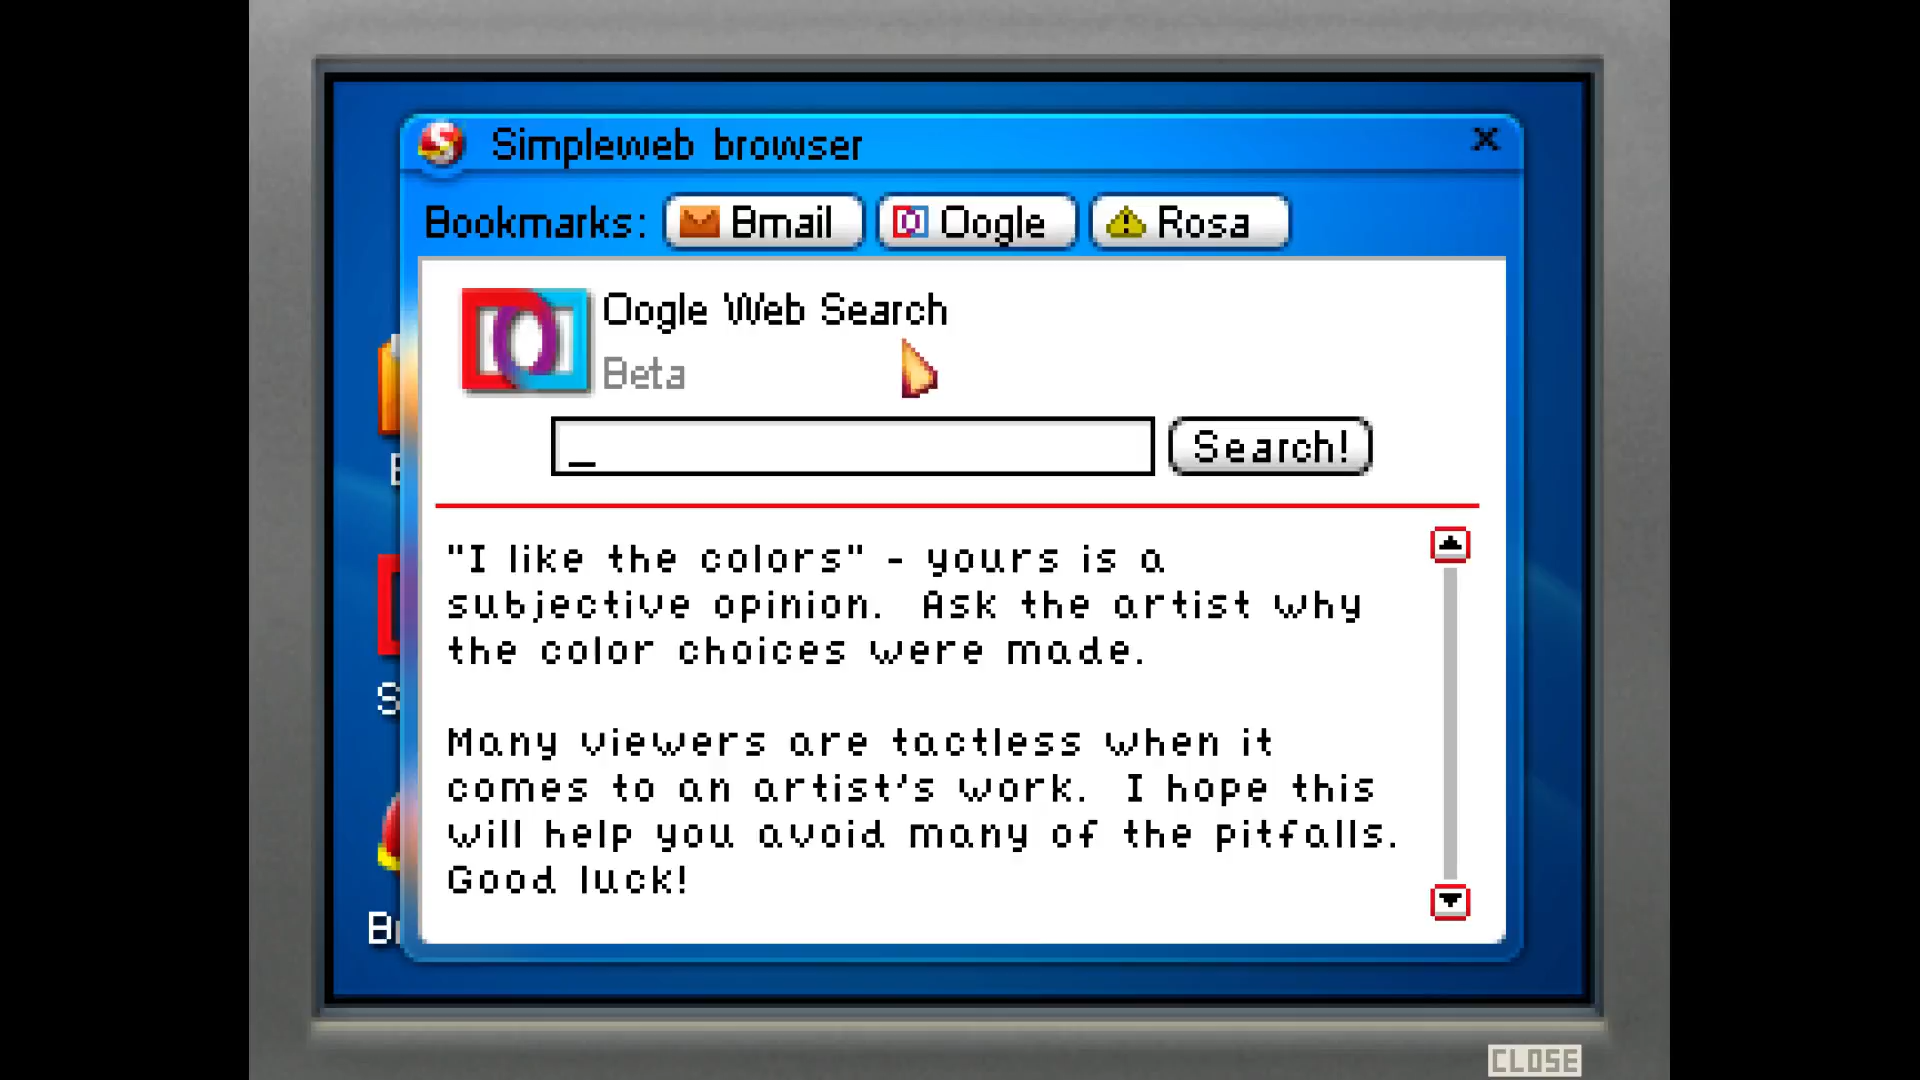 Simpleweb browser
Bookmarks: Bmail Oogle Rosa
Oogle Web Search
Beta
_ Search!
"I like the colors" - yours is a
subjective opinion.  Ask the artist why
the color choices were made.
Many viewers are tactless when it
comes to an artist's work.  I hope this
will help you avoid many of the pitfalls.
Good luck!
CLOSE